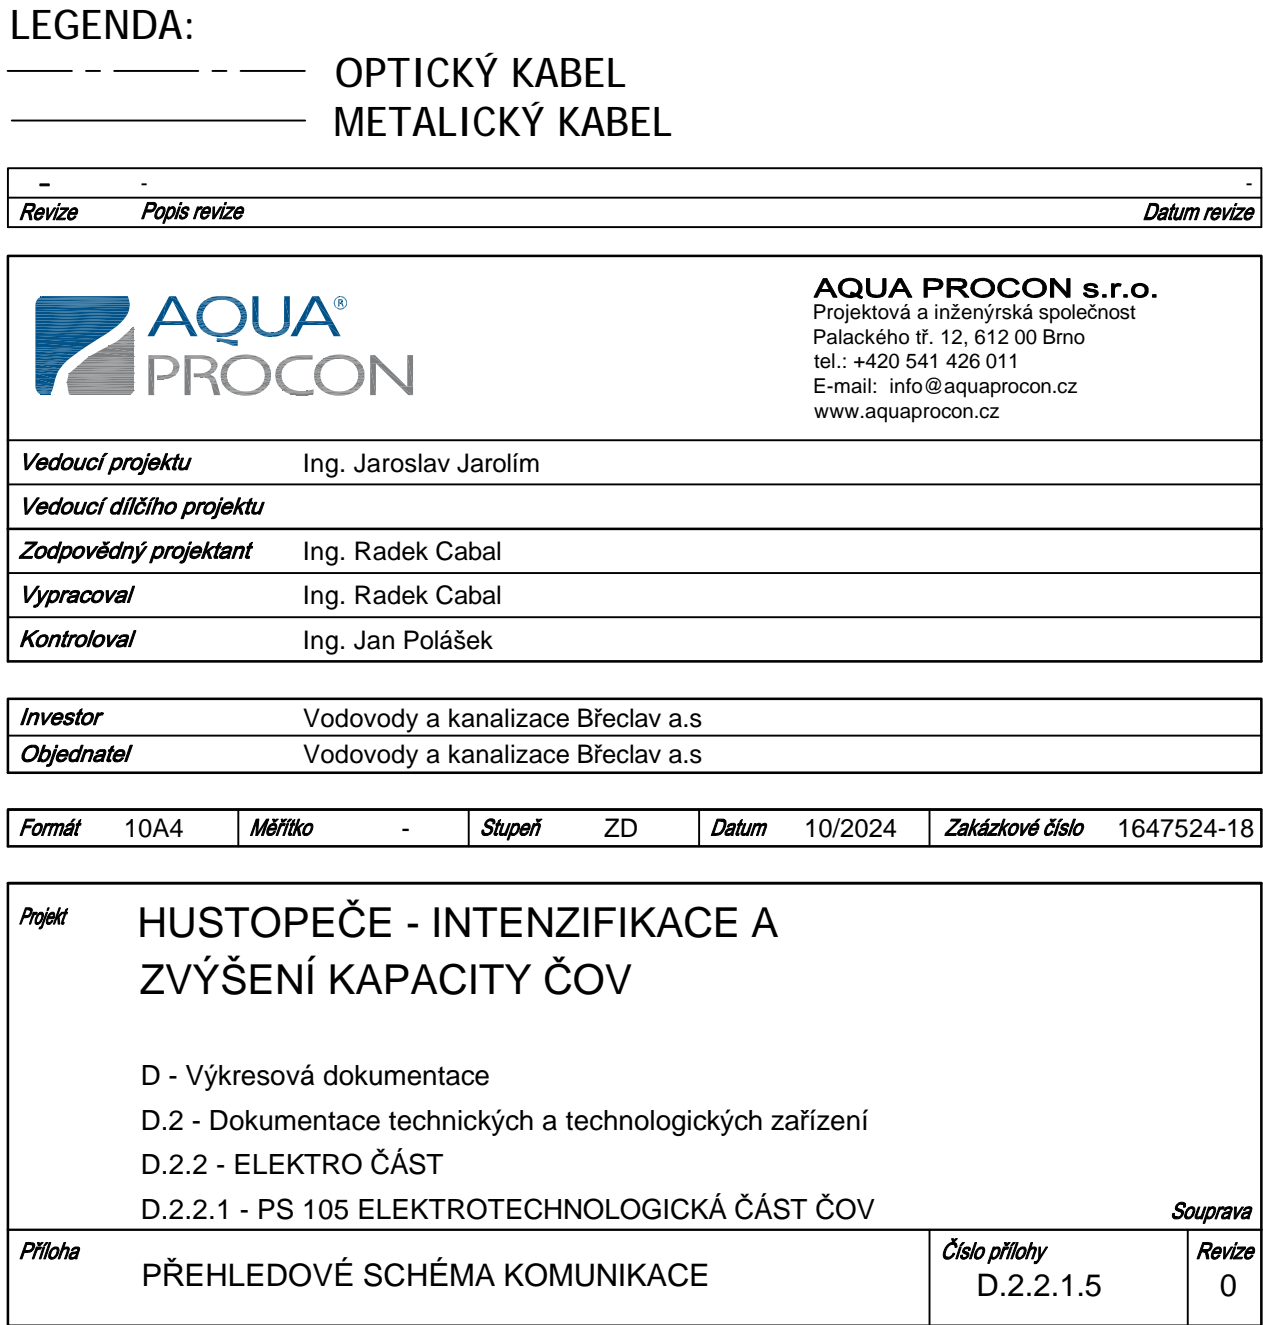 LEGENDA:
OPTICKÝ KABEL
METALICKÝ KABEL
- - -
Revize Popis revize Datum revize
AQUA®
PROCON
AQUA PROCON s.r.o.
Projektová a inženýrská společnost
Palackého tř. 12, 612 00 Brno
tel.: +420 541 426 011
E-mail: info@aquaprocon.cz
www.aquaprocon.cz
Vedoucí projektu Ing. Jaroslav Jarolím
Vedoucí dílčího projektu
Zodpovědný projektant Ing. Radek Cabal
Vypracoval Ing. Radek Cabal
Kontroloval Ing. Jan Polášek
Investor Vodovody a kanalizace Břeclav a.s
Objednatel Vodovody a kanalizace Břeclav a.s
Formát 10A4 Měřítko - Stupeň ZD Datum 10/2024 Zakázkové číslo 1647524-18
Projekt HUSTOPEČE - INTENZIFIKACE A
ZVÝŠENÍ KAPACITY ČOV
D - Výkresová dokumentace
D.2 - Dokumentace technických a technologických zařízení
D.2.2 - ELEKTRO ČÁST
D.2.2.1 - PS 105 ELEKTROTECHNOLOGICKÁ ČÁST ČOV Souprava
Příloha Číslo přílohy Revize
PŘEHLEDOVÉ SCHÉMA KOMUNIKACE D.2.2.1.5 0